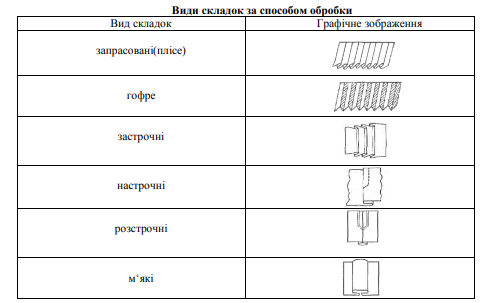 Види складок за способом обробки
Вид складок Графічне зображення
запрасовані(плісе)
гофре
застрочні
настрочні
розстрочні
м‘які